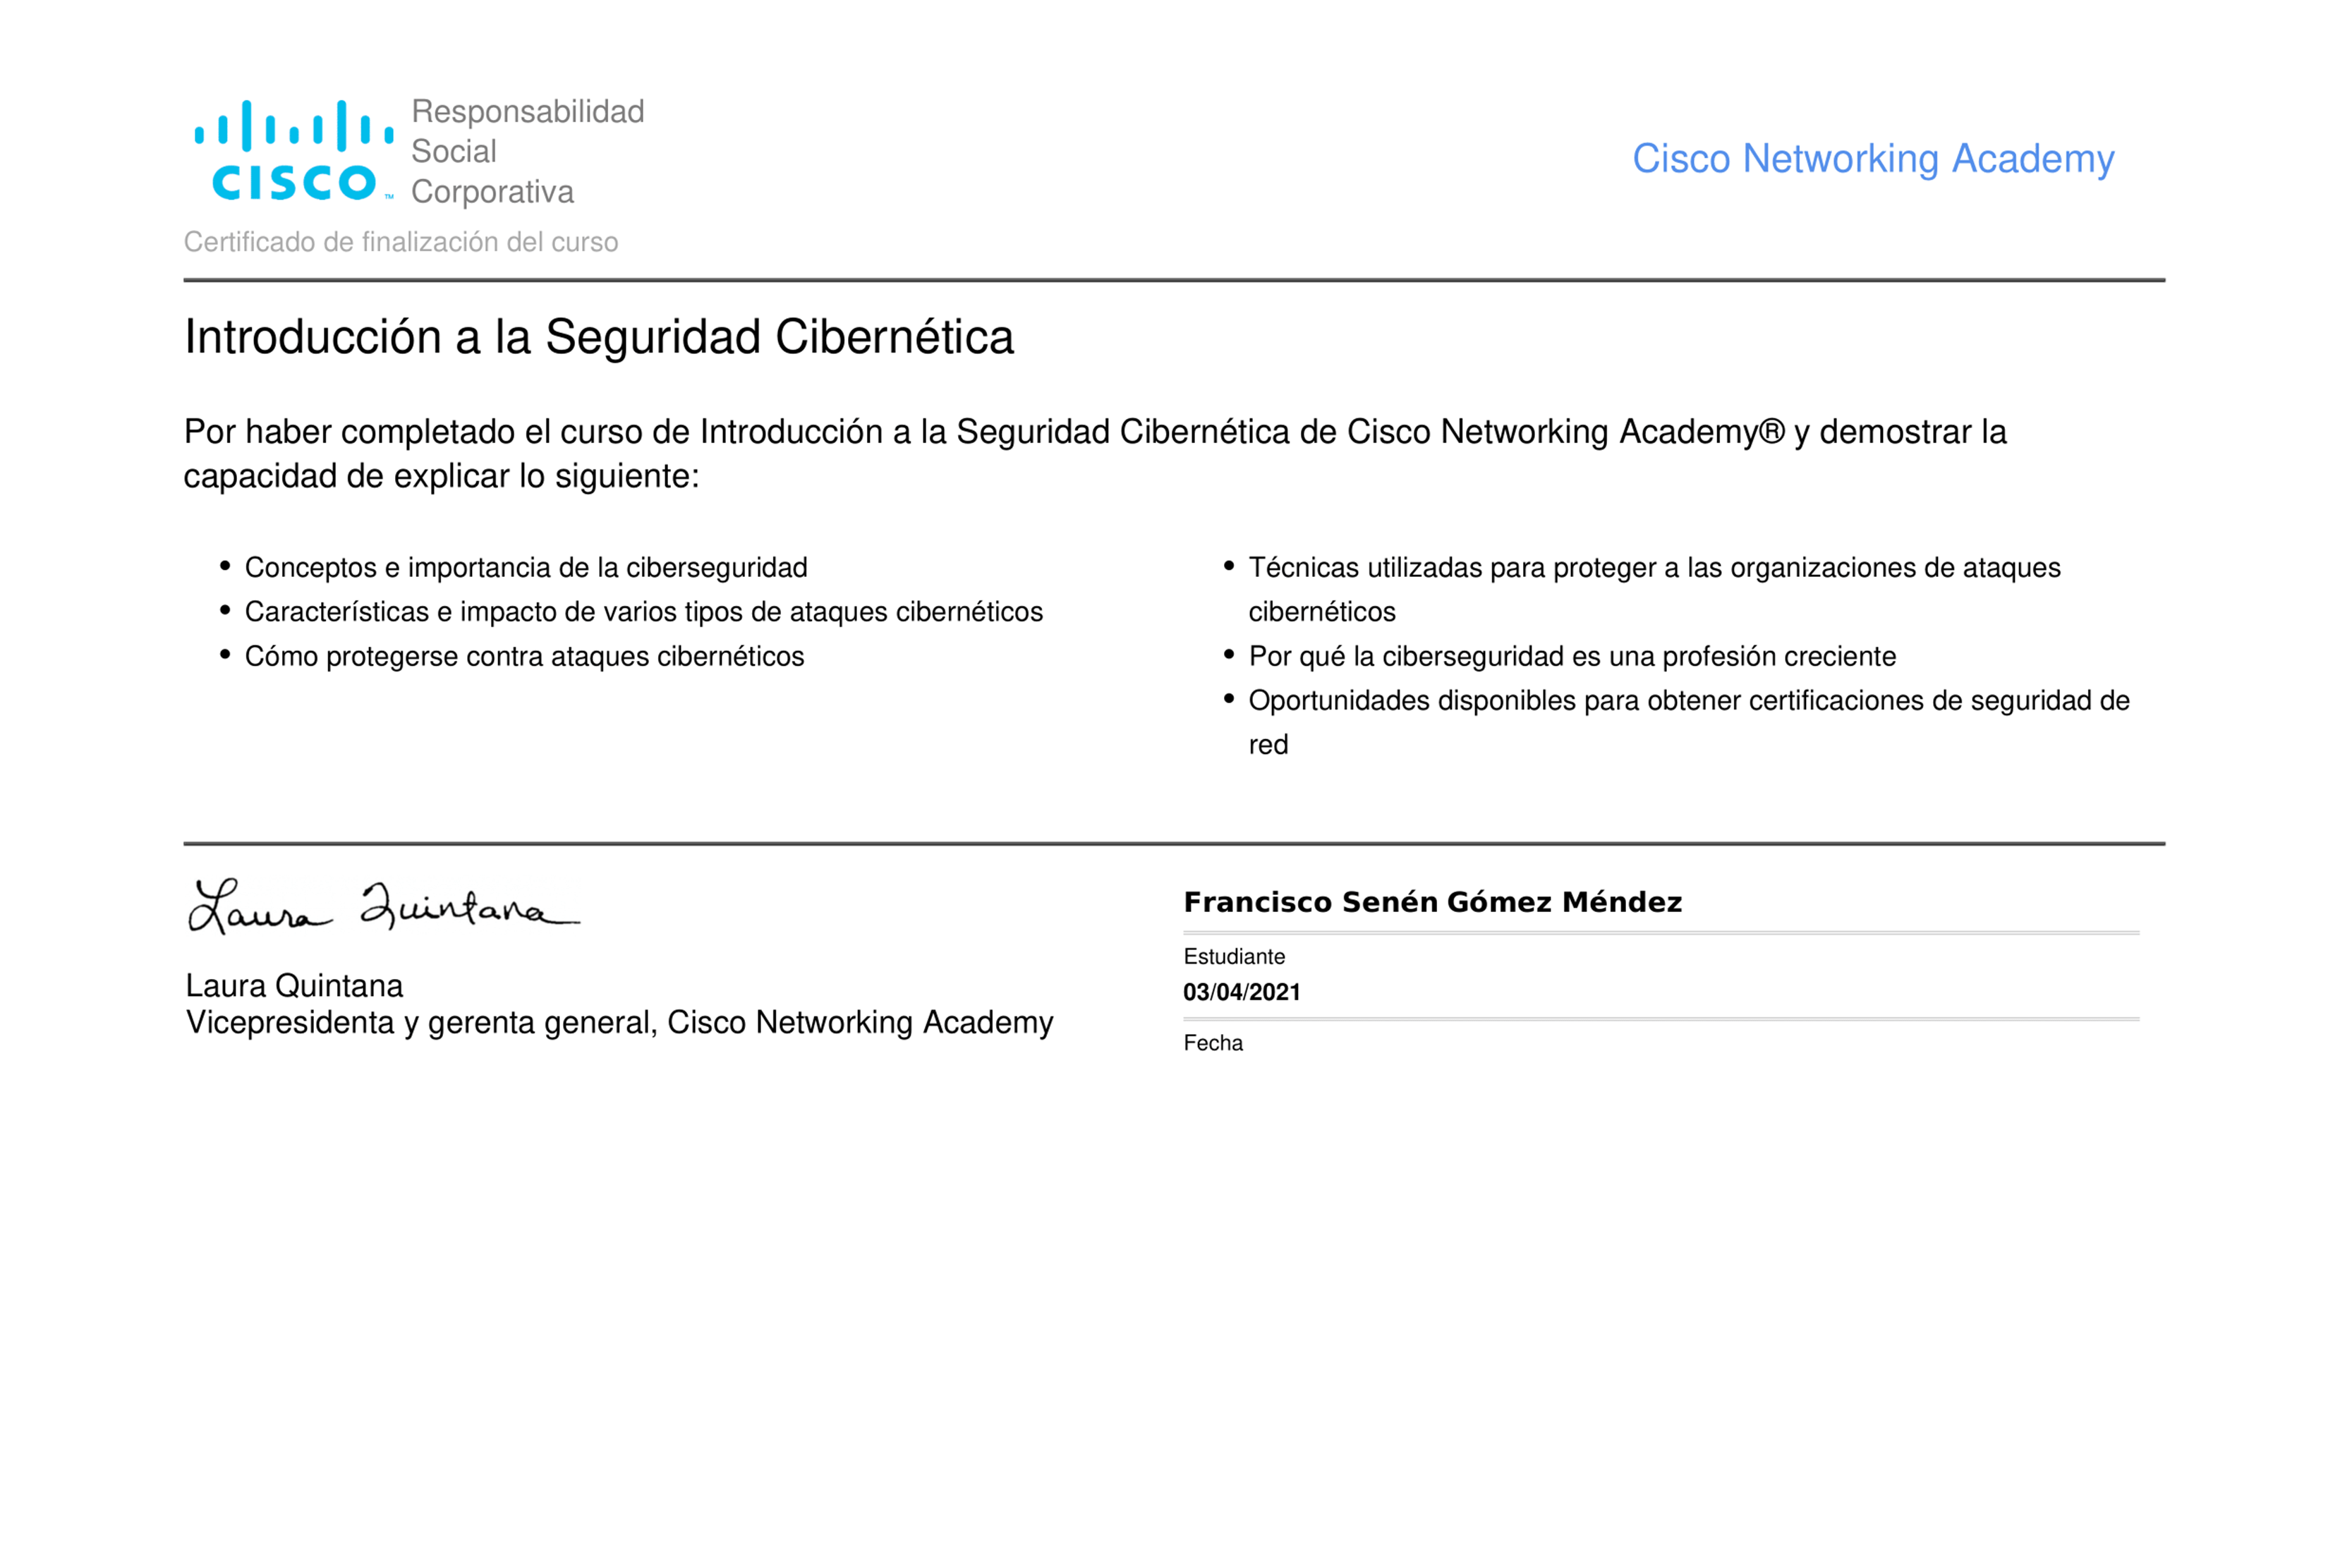 Responsabilidad
Social
Corporativa
CISCO™
Cisco Networking Academy
Certificado de finalización del curso
Introducción a la Seguridad Cibernética
Por haber completado el curso de Introducción a la Seguridad Cibernética de Cisco Networking Academy® y demostrar la
capacidad de explicar lo siguiente:
• Conceptos e importancia de la ciberseguridad
• Características e impacto de varios tipos de ataques cibernéticos
• Cómo protegerse contra ataques cibernéticos
• Técnicas utilizadas para proteger a las organizaciones de ataques
cibernéticos
• Por qué la ciberseguridad es una profesión creciente
• Oportunidades disponibles para obtener certificaciones de seguridad de
red
Laura Quintana
Laura Quintana
Vicepresidenta y gerenta general, Cisco Networking Academy
Francisco Senén Gómez Méndez
Estudiante
03/04/2021
Fecha